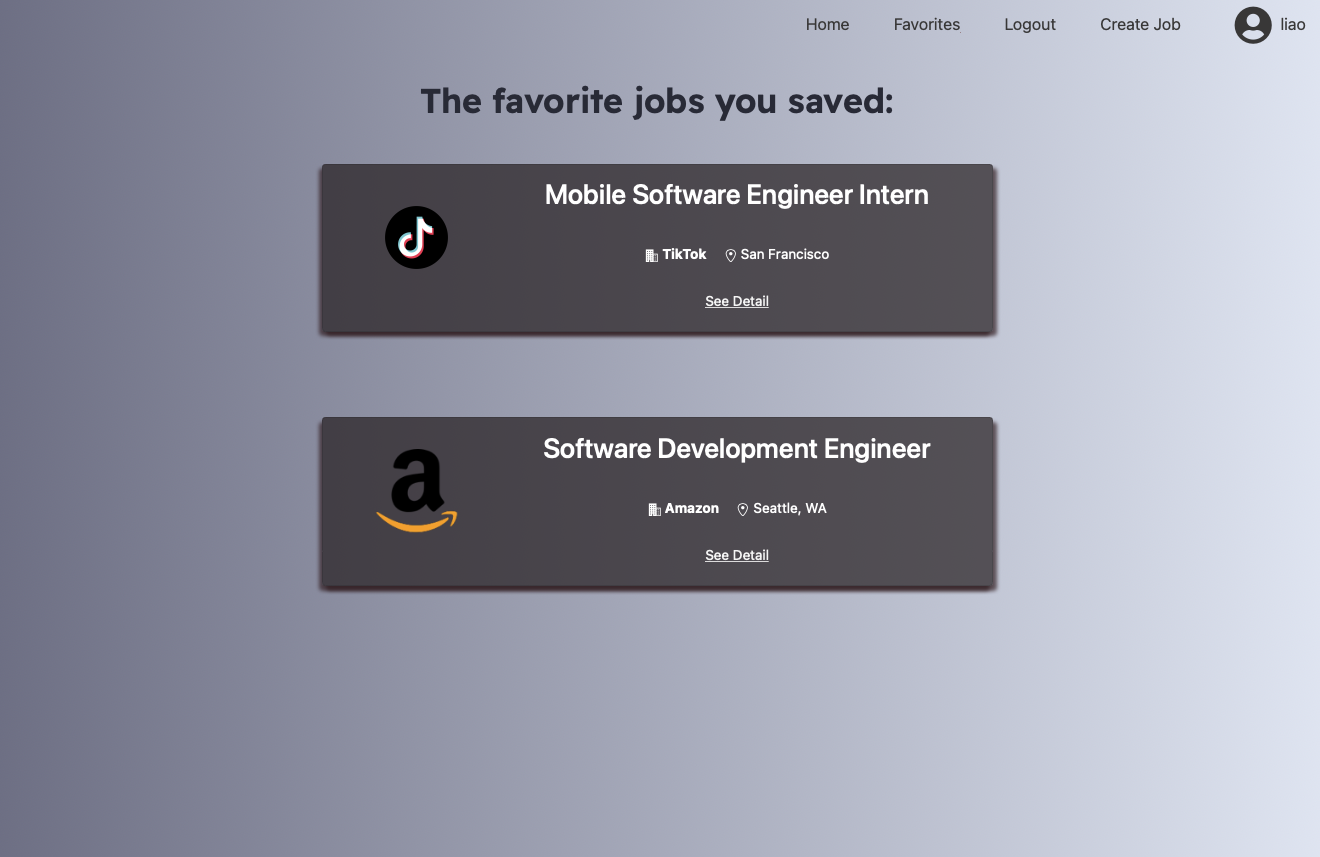 Home Favorites Logout Create Job liao
The favorite jobs you saved:
Mobile Software Engineer Intern
TikTok San Francisco
See Detail
a
Software Development Engineer
Amazon Seattle, WA
See Detail